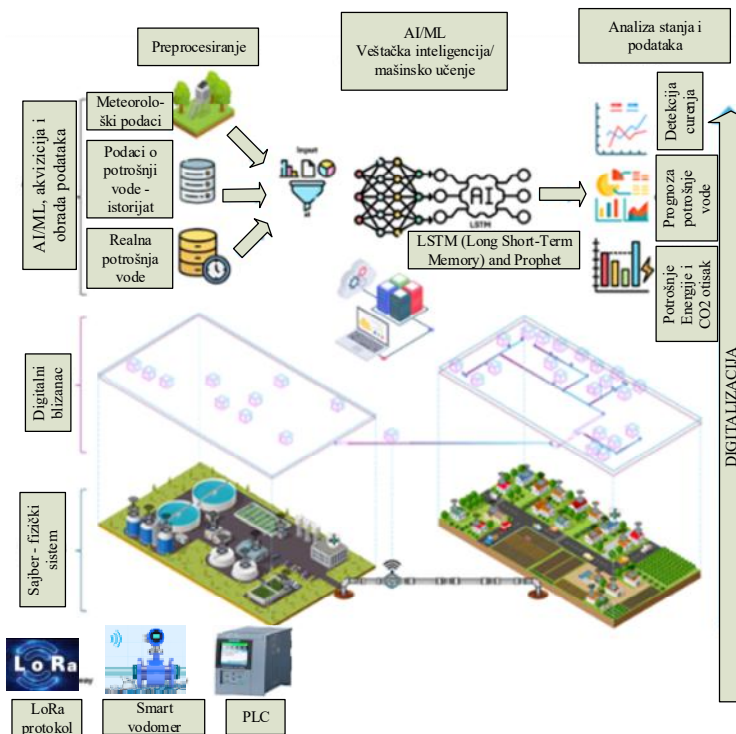 Preprocesiranje
AI/ML
Veštačka inteligencija/
mašinsko učenje
Analiza stanja i
podataka
AI/ML, akvizicija i
obrada podataka
Meteorolo-
ški podaci
Podaci o
potrošnji
vode -
istorijat
Realna
potrošnja
vode
Input
AI
LSTM
LSTM (Long Short-Term
Memory) and Prophet
Detekcija
curenja
Prognoza
potrošnje
vode
Potrošnje
Energije i
CO2 otisak
DIGITALIZACIJA
Digitalni
blizanac
Sajber - fizički
sistem
LoRa
way
LoRa
protokol
Smart
vodomer
PLC